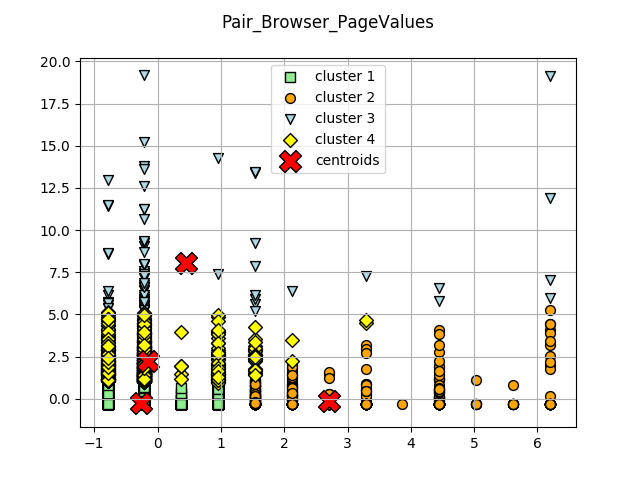 Pair_Browser_PageValues
20.0
17.5
15.0
12.5
10.0
7.5
5.0
2.5
0.0
cluster 1
cluster 2
cluster 3
cluster 4
centroids
−1 0 1 2 3 4 5 6